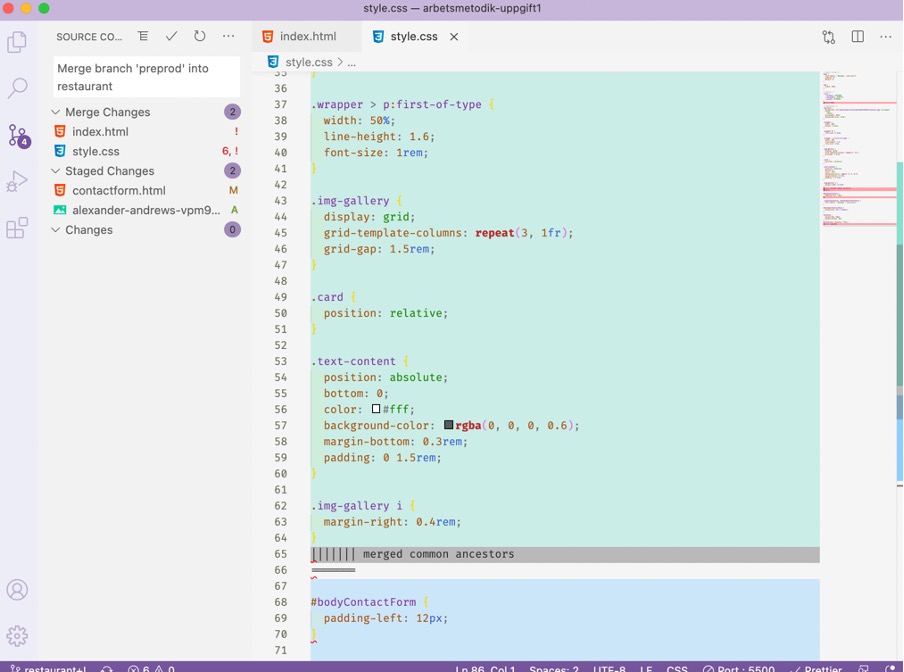 style.css — arbetsmetodik-uppgift1
SOURCE CO...
index.html
style.css
style.css > ...
Merge branch 'preprod' into
restaurant
Merge Changes 2
index.html !
style.css 6, !
Staged Changes 2
contactform.html M
alexander-andrews-vpm9... A
Changes 0
4
35 }
36
37 .wrapper > p:first-of-type {
38 width: 50%;
39 line-height: 1.6;
40 font-size: 1rem;
41 }
42
43 .img-gallery {
44 display: grid;
45 grid-template-columns: repeat(3, 1fr);
46 grid-gap: 1.5rem;
47 }
48
49 .card {
50 position: relative;
51 }
52
53 .text-content {
54 position: absolute;
55 bottom: 0;
56 color: #fff;
57 background-color: rgba(0, 0, 0, 0.6);
58 margin-bottom: 0.3rem;
59 padding: 0 1.5rem;
60 }
61
62 .img-gallery i {
63 margin-right: 0.4rem;
64 }
65 ||||||| merged common ancestors
66 =======
67
68 #bodyContactForm {
69 padding-left: 12px;
70 }
71
restaurant+! 6 0 Ln 86, Col 1 Spaces: 2 UTF-8 LF CSS Port : 5500 Prettier